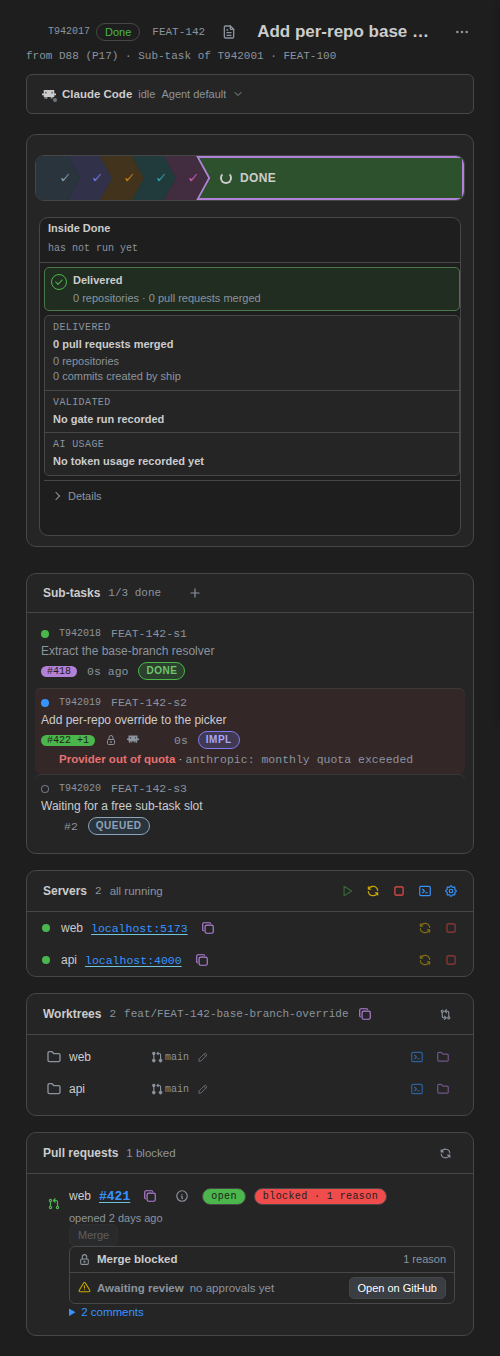 T942017 Done FEAT-142 Add per-repo base …
from D88 (P17) · Sub-task of T942001 · FEAT-100
Claude Code idle Agent default
DONE
Inside Done
has not run yet
Delivered
0 repositories · 0 pull requests merged
DELIVERED
0 pull requests merged
0 repositories
0 commits created by ship
VALIDATED
No gate run recorded
AI USAGE
No token usage recorded yet
Details
Sub-tasks 1/3 done
T942018 FEAT-142-s1
Extract the base-branch resolver
#418 0s ago DONE
T942019 FEAT-142-s2
Add per-repo override to the picker
#422 +1 0s IMPL
Provider out of quota · anthropic: monthly quota exceeded
T942020 FEAT-142-s3
Waiting for a free sub-task slot
#2 QUEUED
Servers 2 all running
web localhost:5173
api localhost:4000
Worktrees 2 feat/FEAT-142-base-branch-override
web main
api main
Pull requests 1 blocked
web #421 open blocked · 1 reason
opened 2 days ago
Merge
Merge blocked 1 reason
Awaiting review no approvals yet Open on GitHub
2 comments